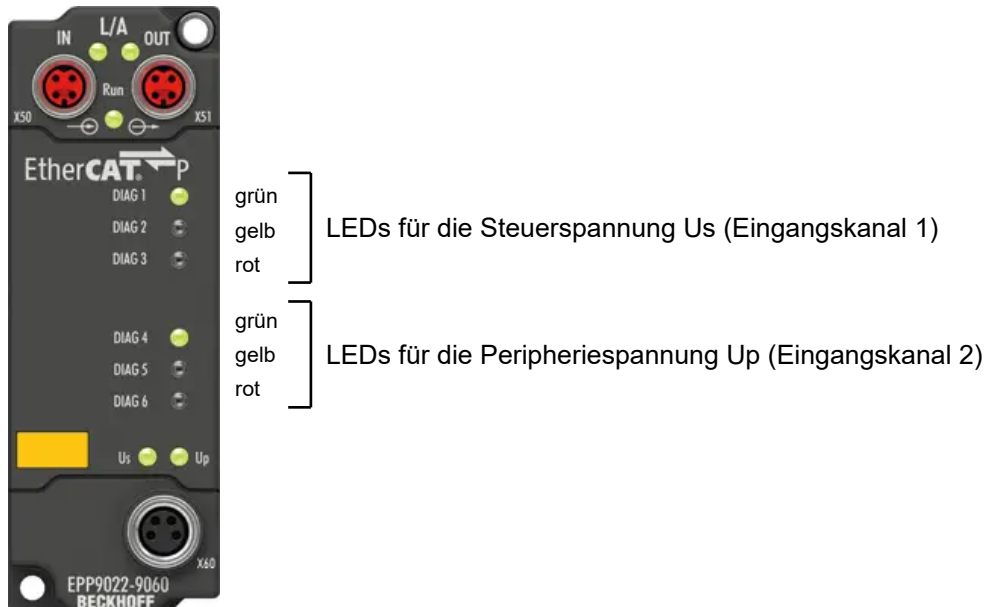 IN L/A OUT
Run
X50 X51
EtherCAT. P
DIAG 1 grün
DIAG 2 gelb
DIAG 3 rot
LEDs für die Steuerspannung Us (Eingangskanal 1)
DIAG 4 grün
DIAG 5 gelb
DIAG 6 rot
LEDs für die Peripheriespannung Up (Eingangskanal 2)
Us Up
X60
EPP9022-9060
BECKHOFF